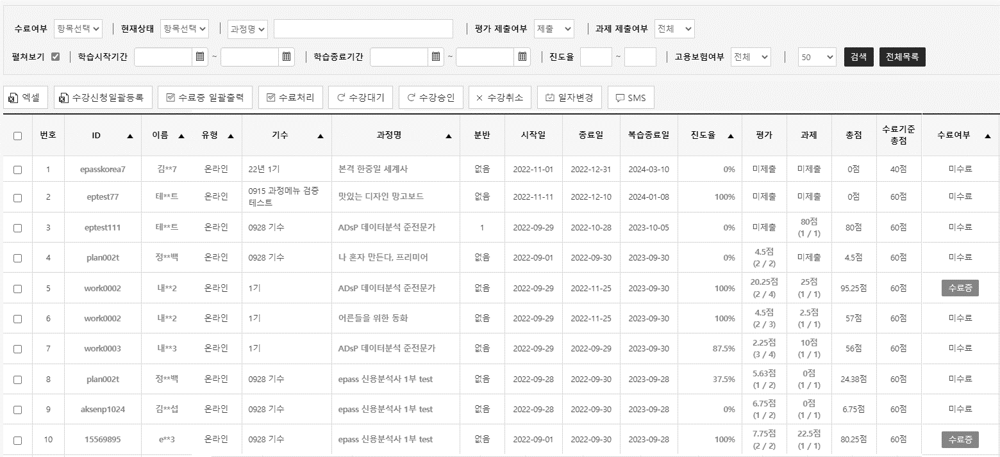 수료여부 항목선택 현재상태 항목선택 과정명 평가 제출여부 제출 과제 제출여부 전체
펼쳐보기 학습시작기간 ~ 학습종료기간 ~ 진도율 ~ 고용보험여부 전체 50 검색 전체목록
엑셀 수강신청일괄등록 수료증 일괄출력 수료처리 수강대기 수강승인 수강취소 일자변경 SMS
번호 ID ▲ 이름 ▲ 유형 ▲ 기수 ▲ 과정명 ▲ 분반 시작일 종료일 복습종료일 진도율 ▲ 평가 과제 총점 수료기준 총점 수료여부 ▲
1 epasskorea7 김**7 온라인 22년 1기 본격 한중일 세계사 없음 2022-11-01 2022-12-31 2024-03-10 0% 미제출 미제출 0점 40점 미수료
2 eptest77 테**트 온라인 0915 과정메뉴 검증 테스트 맛있는 디자인 망고보드 없음 2022-11-11 2022-12-10 2024-01-08 100% 미제출 미제출 0점 60점 미수료
3 eptest111 테**트 온라인 0928 기수 ADsP 데이터분석 준전문가 1 2022-09-29 2022-10-28 2023-10-05 0% 미제출 80점 (1 / 1) 80점 60점 미수료
4 plan002t 정**백 온라인 0928 기수 나 혼자 만든다, 프리미어 없음 2022-09-01 2022-09-30 2023-09-30 0% 4.5점 (2 / 2) 미제출 4.5점 60점 미수료
5 work0002 내**2 온라인 1기 ADsP 데이터분석 준전문가 없음 2022-09-29 2022-11-25 2023-09-30 100% 20.25점 (2 / 4) 25점 (1 / 1) 95.25점 60점 수료증
6 work0002 내**2 온라인 1기 어른들을 위한 동화 없음 2022-09-29 2022-11-25 2023-09-30 100% 4.5점 (2 / 3) 2.5점 (1 / 1) 57점 60점 미수료
7 work0003 내**3 온라인 1기 ADsP 데이터분석 준전문가 없음 2022-09-29 2022-09-29 2023-09-30 87.5% 2.25점 (3 / 4) 10점 (1 / 1) 56점 60점 미수료
8 plan002t 정**백 온라인 0928 기수 epass 신용분석사 1부 test 없음 2022-09-28 2022-09-30 2023-09-28 37.5% 5.63점 (1 / 2) 0점 (1 / 1) 24.38점 60점 미수료
9 aksenp1024 김**섭 온라인 0928 기수 epass 신용분석사 1부 test 없음 2022-09-28 2022-09-30 2023-09-28 0% 6.75점 (1 / 2) 0점 (1 / 1) 6.75점 60점 미수료
10 15569895 e**3 온라인 0928 기수 epass 신용분석사 1부 test 없음 2022-09-01 2022-09-30 2023-09-28 100% 7.75점 (2 / 2) 22.5점 (1 / 1) 80.25점 60점 수료증